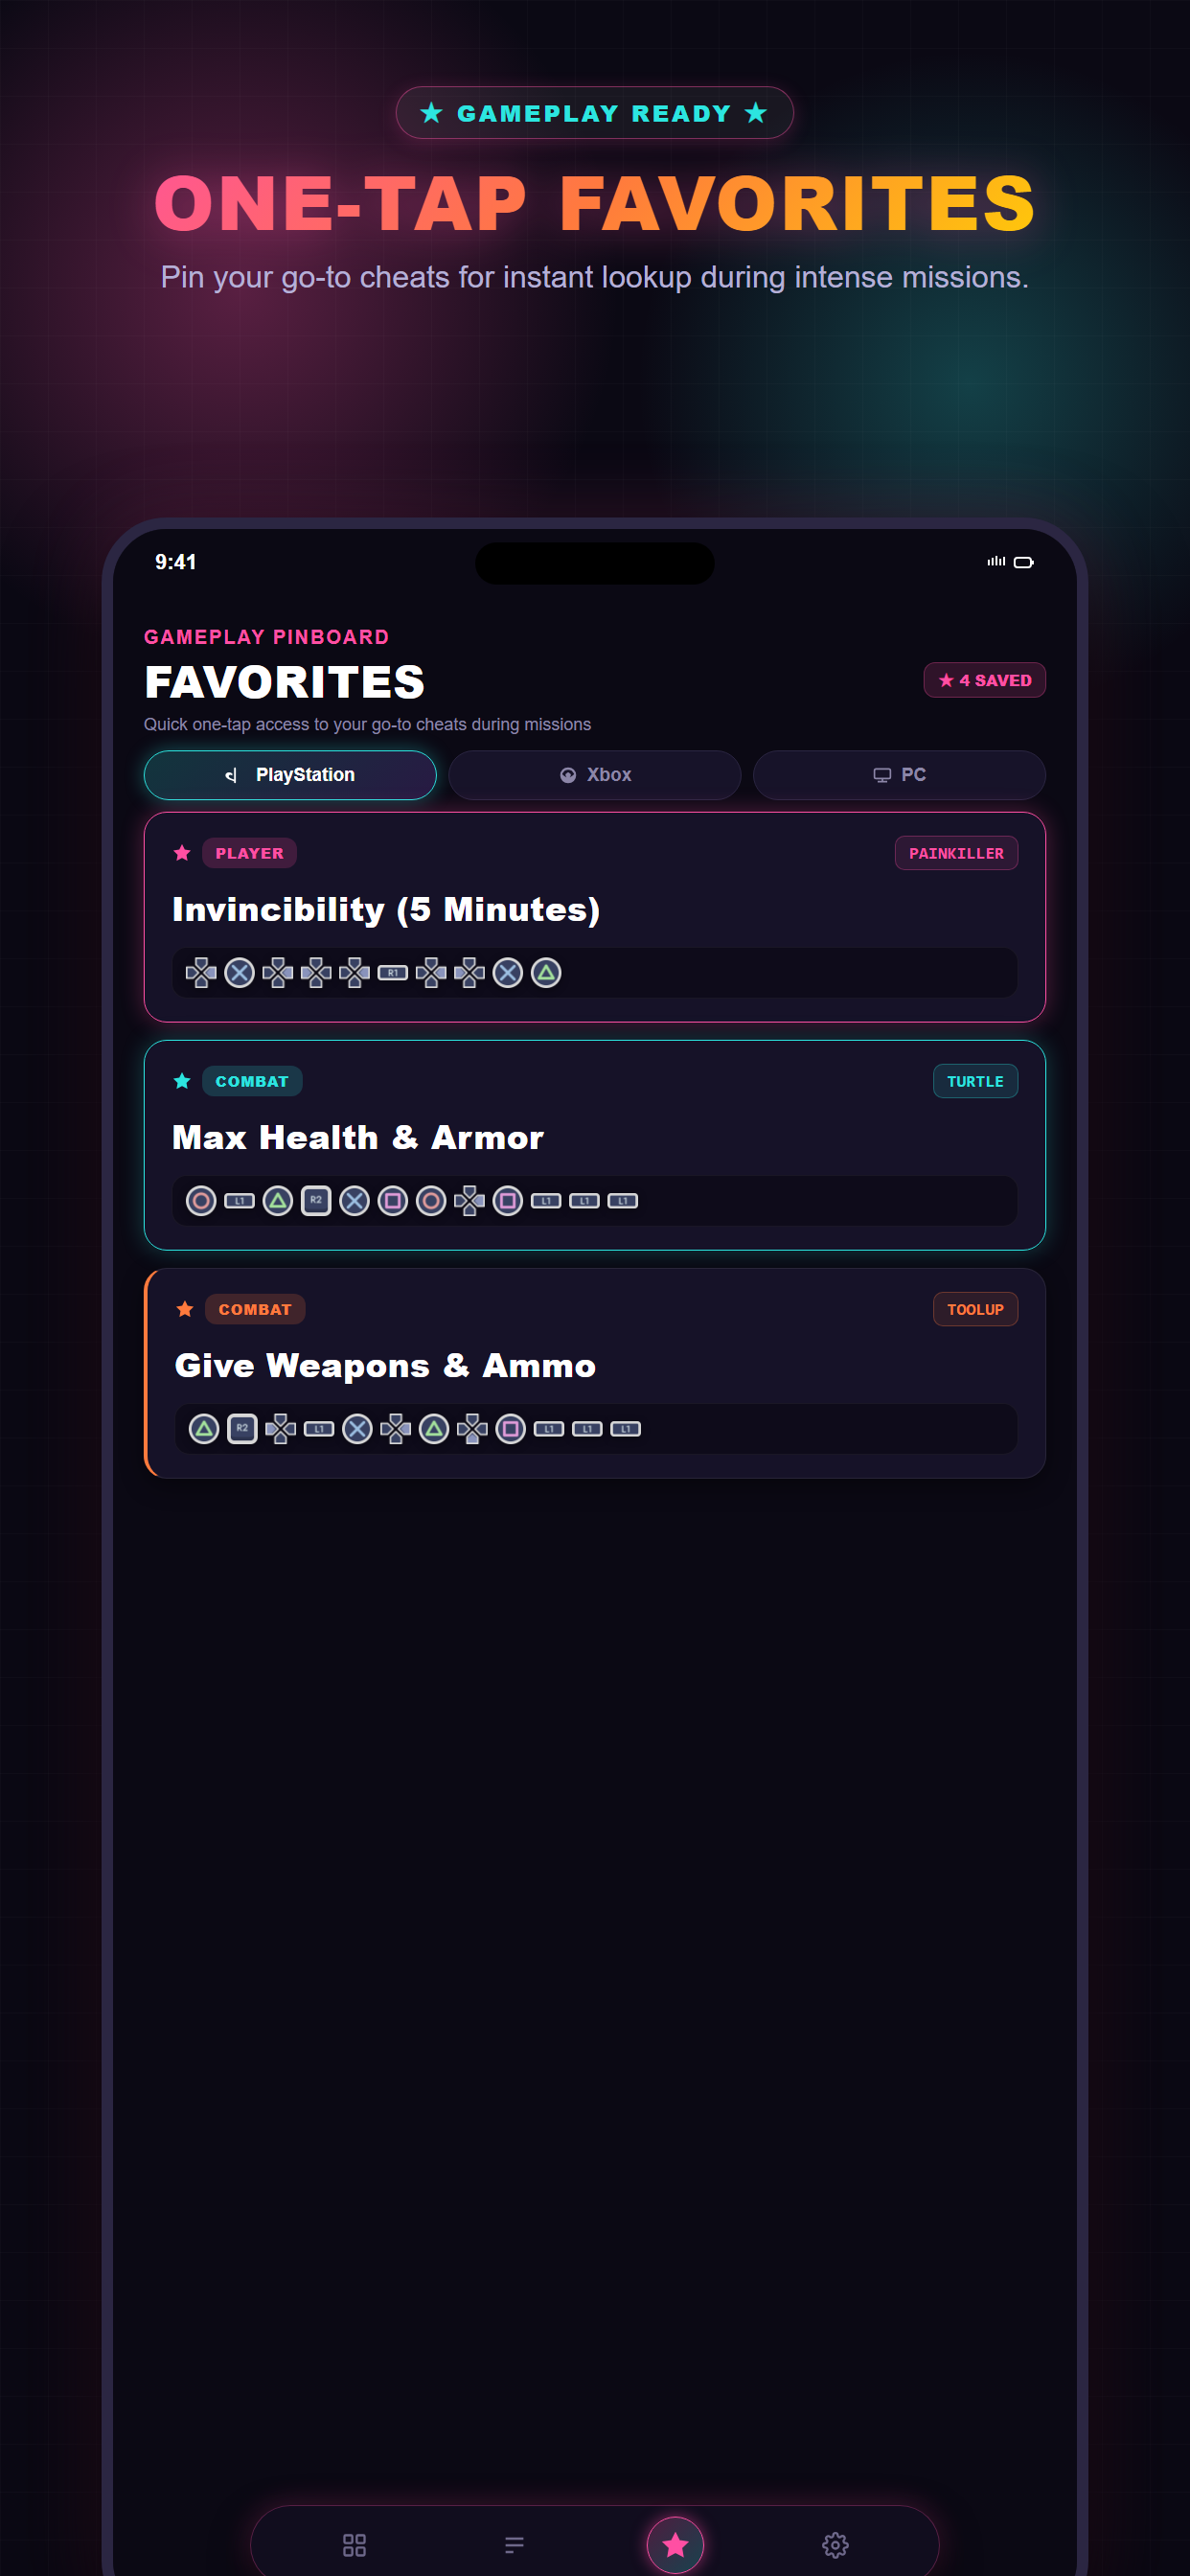 ★ GAMEPLAY READY ★
ONE-TAP FAVORITES
Pin your go-to cheats for instant lookup during intense missions.
9:41
GAMEPLAY PINBOARD
FAVORITES
★ 4 SAVED
Quick one-tap access to your go-to cheats during missions
PlayStation
Xbox
PC
PLAYER
PAINKILLER
Invincibility (5 Minutes)
R1
COMBAT
TURTLE
Max Health & Armor
L1 R2 L1 L1 L1
COMBAT
TOOLUP
Give Weapons & Ammo
R2 L1 L1 L1 L1